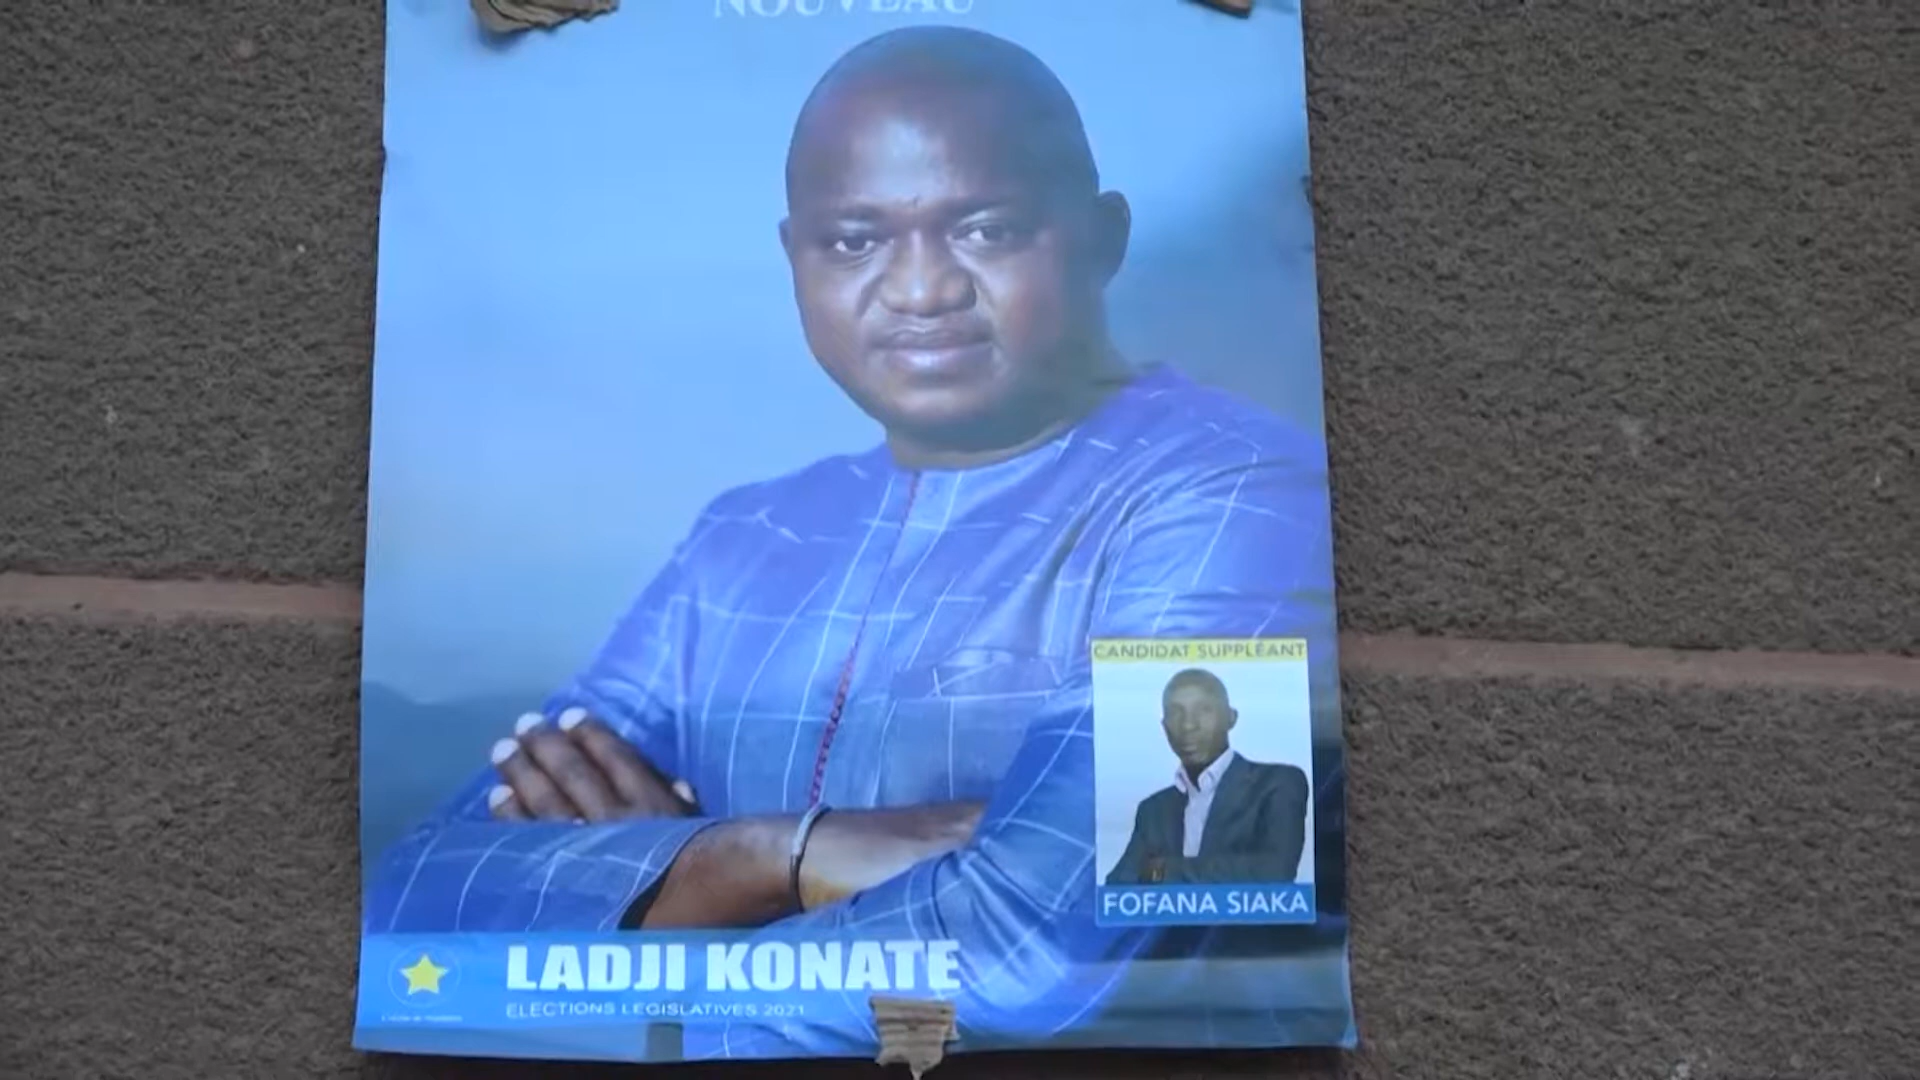 NOUVEAU
CANDIDAT SUPPLÉANT
FOFANA SIAKA
LADJI KONATE
ELECTIONS LEGISLATIVES 2021